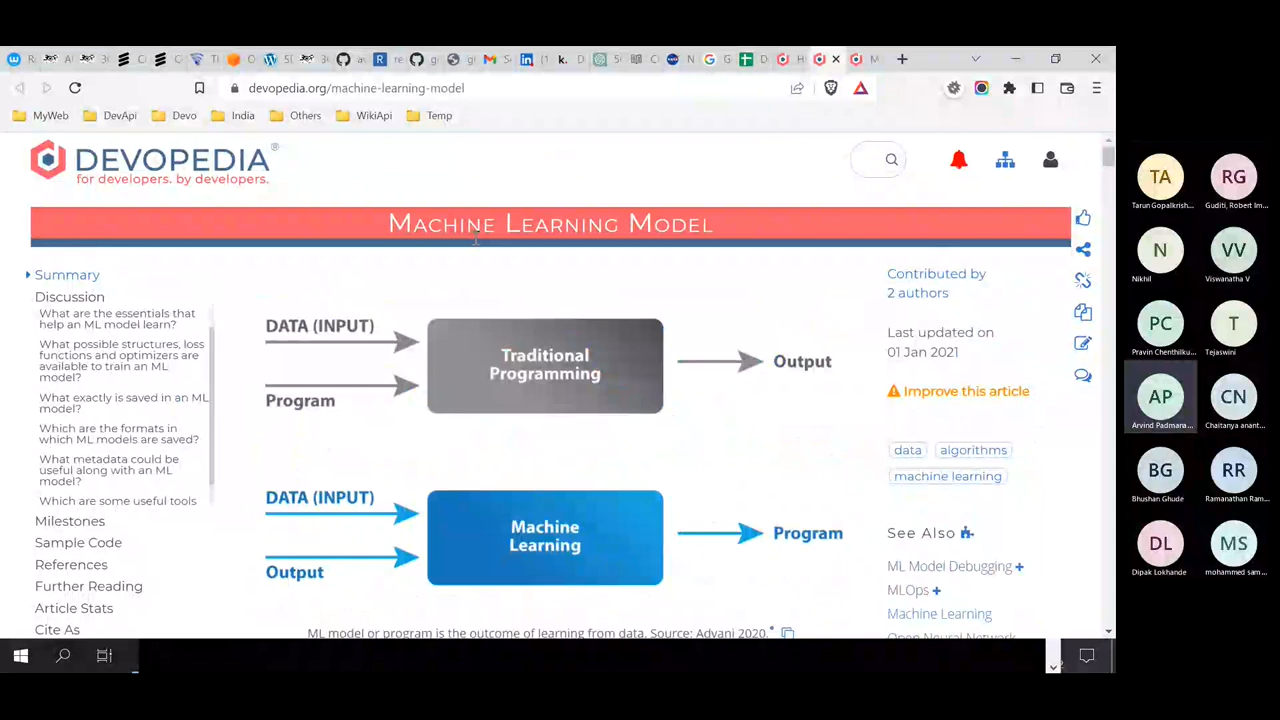 devopedia.org/machine-learning-model
MyWeb DevApi Devo India Others WikiApi Temp
DEVOPEDIA®
for developers. by developers.
MACHINE LEARNING MODEL
Summary
Discussion
What are the essentials that
help an ML model learn?
What possible structures, loss
functions and optimizers are
available to train an ML
model?
What exactly is saved in an ML
model?
Which are the formats in
which ML models are saved?
What metadata could be
useful along with an ML
model?
Which are some useful tools
Milestones
Sample Code
References
Further Reading
Article Stats
Cite As
DATA (INPUT)
Program
Traditional
Programming
Output
DATA (INPUT)
Output
Machine
Learning
Program
ML model or program is the outcome of learning from data. Source: Advani 2020.
Contributed by
2 authors
Last updated on
01 Jan 2021
Improve this article
data algorithms
machine learning
See Also
ML Model Debugging +
MLOps +
Machine Learning
Open Neural Network
TA RG
Tarun Gopalkrish... Guditi, Robert Im...
N VV
Nikhil Viswanatha V
PC T
Pravin Chenthilku... Tejaswini
AP CN
Arvind Padmana... Chaitanya anant...
BG RR
Bhushan Ghude Ramanathan Ram...
DL MS
Dipak Lokhande mohammed sam...